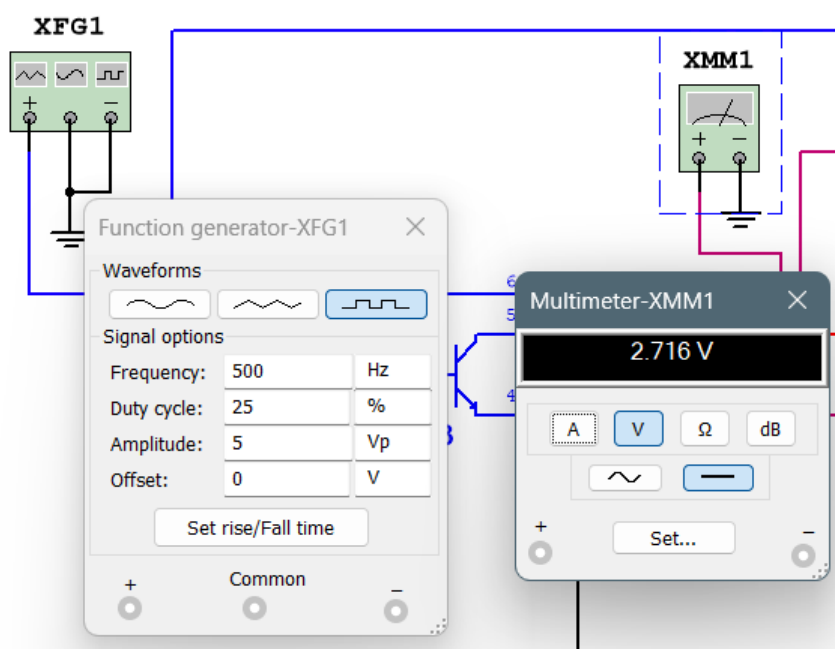 XFG1
XMM1
+ −
+ −
Function generator-XFG1
Waveforms
Signal options
Frequency: 500 Hz
Duty cycle: 25 %
Amplitude: 5 Vp
Offset: 0 V
Set rise/Fall time
+ Common −
6
5
4
Multimeter-XMM1
2.716 V
A V Ω dB
+ Set... −